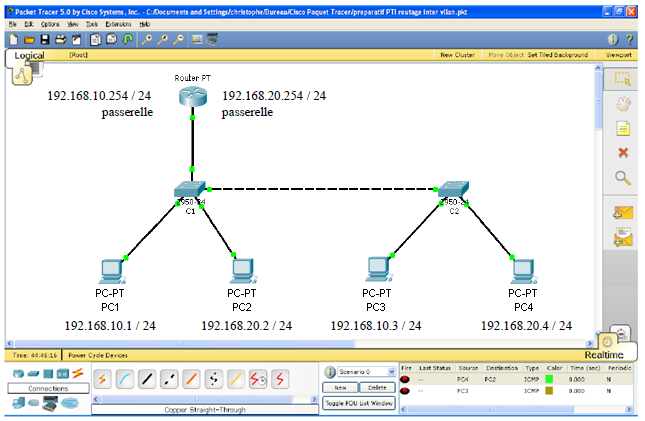 Packet Tracer 5.0 by Cisco Systems, Inc. - C:/Documents and Settings/christophe/Bureau/Cisco Paquet Tracer/preparatif PTI routage inter vllan.pkt
File Edit Options View Tools Extensions Help
Logical [Root] New Cluster Move Object Set Tiled Background Viewport
Router PT
192.168.10.254 / 24 192.168.20.254 / 24
passerelle passerelle
2950-24 2950-24
C1 C2
PC-PT PC-PT PC-PT PC-PT
PC1 PC2 PC3 PC4
192.168.10.1 / 24 192.168.20.2 / 24 192.168.10.3 / 24 192.168.20.4 / 24
Time: 44:46:16 Power Cycle Devices Realtime
Scenario 0 Fire Last Status Source Destination Type Color Time (sec) Periodic
New Delete -- PC4 PC2 ICMP 0.000 N
Connections -- PC3 ICMP 0.000 N
Toggle PDU List Window
Copper Straight-Through